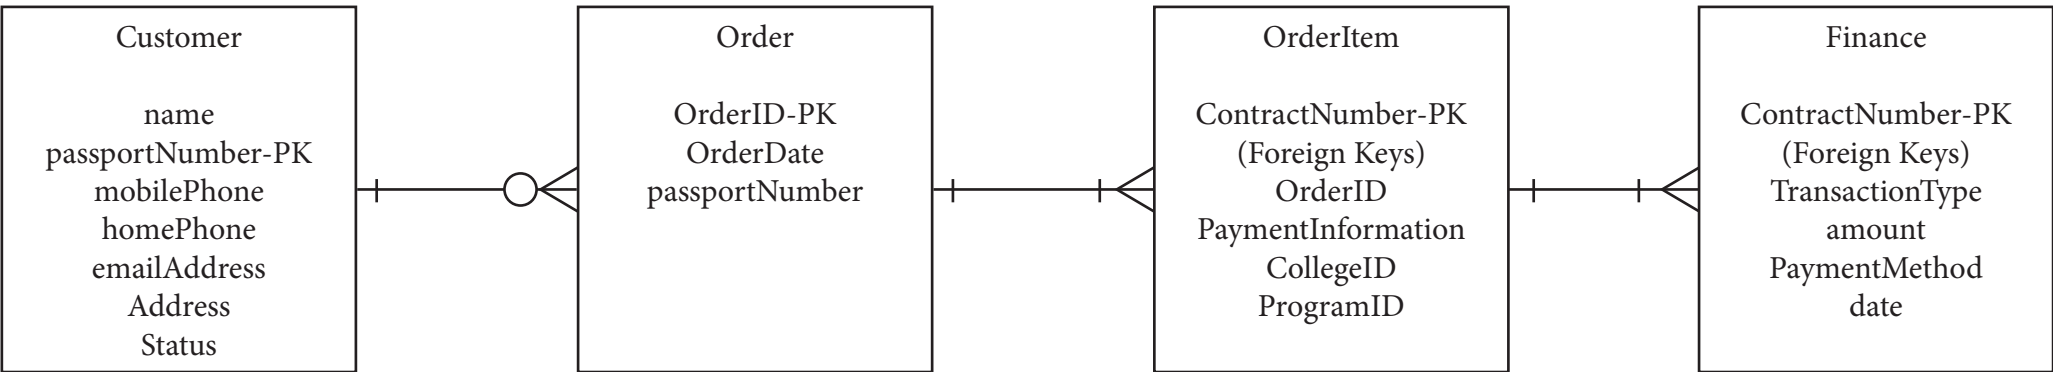 Customer
name
passportNumber-PK
mobilePhone
homePhone
emailAddress
Address
Status
Order
OrderID-PK
OrderDate
passportNumber
OrderItem
ContractNumber-PK
(Foreign Keys)
OrderID
PaymentInformation
CollegeID
ProgramID
Finance
ContractNumber-PK
(Foreign Keys)
TransactionType
amount
PaymentMethod
date